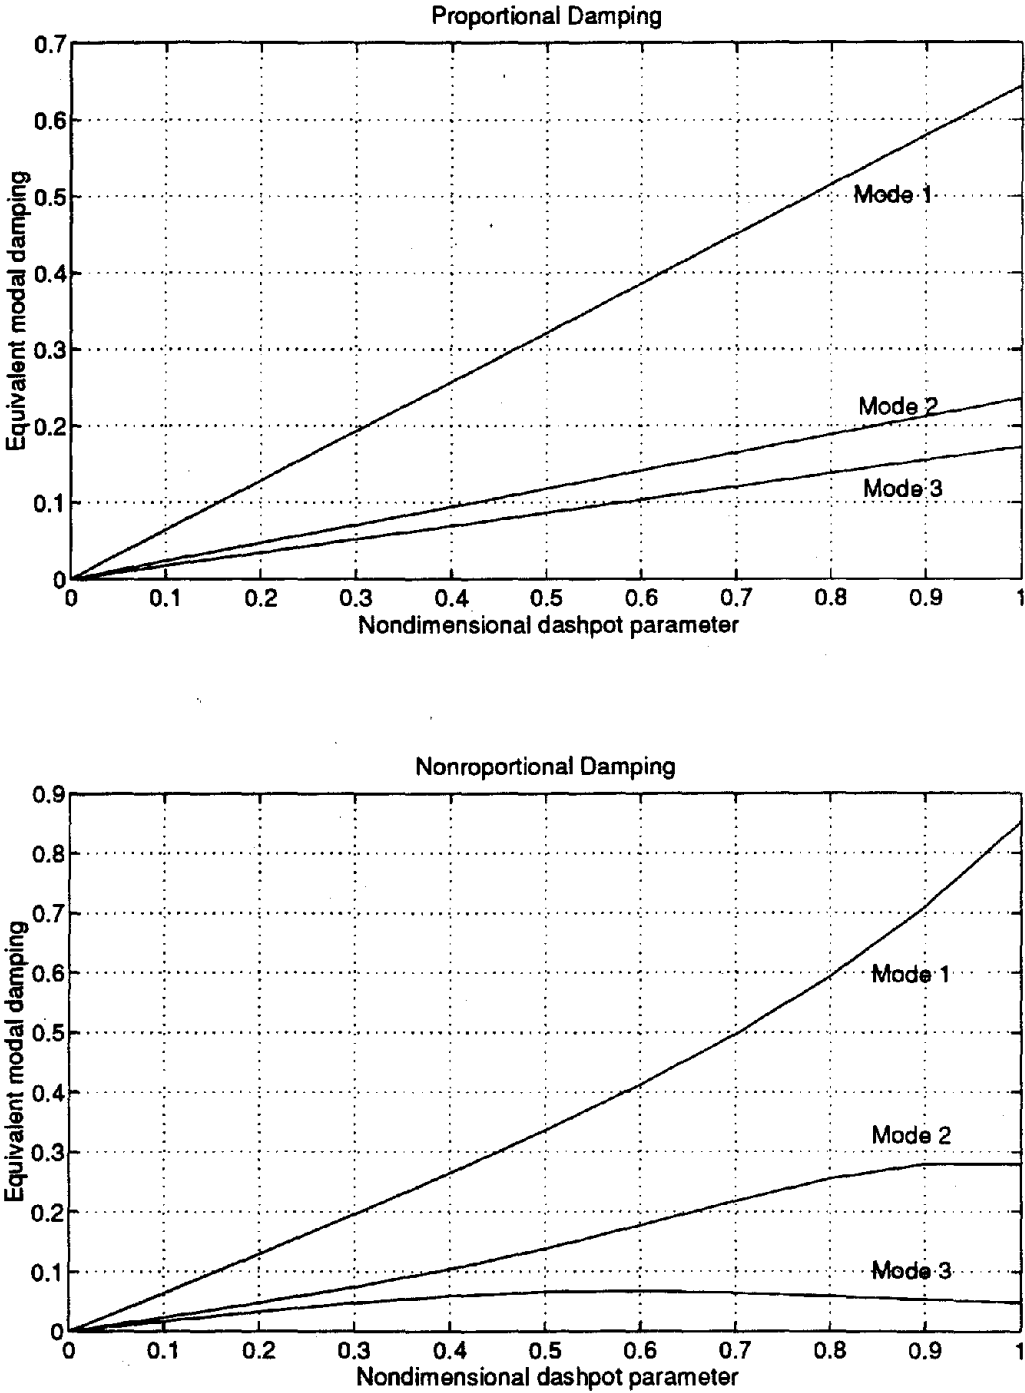 Proportional Damping
0.7
0.6
0.5
0.4
0.3
0.2
0.1
0
Equivalent modal damping
Mode 1
Mode 2
Mode 3
0 0.1 0.2 0.3 0.4 0.5 0.6 0.7 0.8 0.9 1
Nondimensional dashpot parameter
Nonroportional Damping
0.9
0.8
0.7
0.6
0.5
0.4
0.3
0.2
0.1
0
Equivalent modal damping
Mode 1
Mode 2
Mode 3
0 0.1 0.2 0.3 0.4 0.5 0.6 0.7 0.8 0.9 1
Nondimensional dashpot parameter